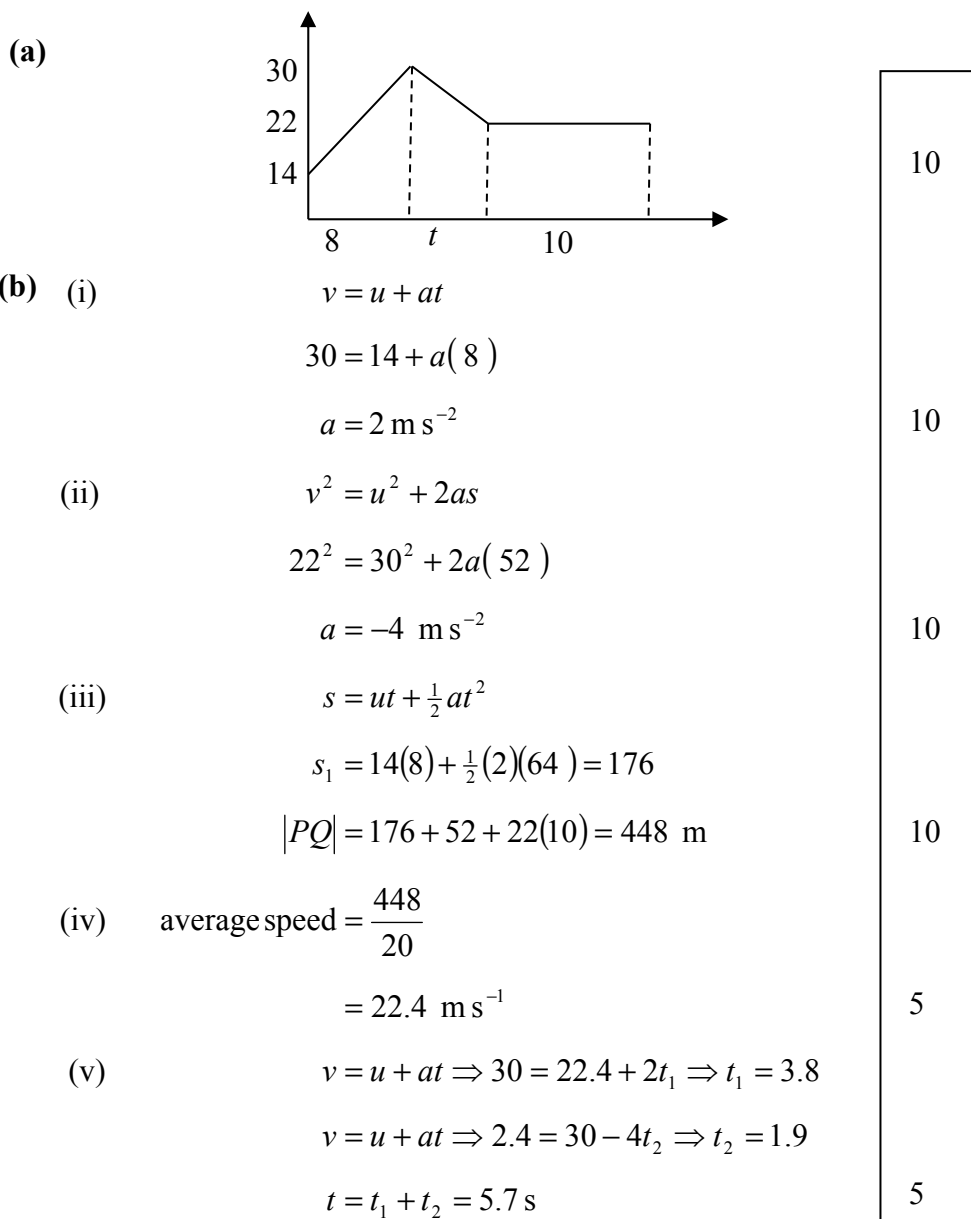 (a)
30
22
14
8 t 10
10
(b) (i) v = u + at
30 = 14 + a( 8 )
a = 2 m s⁻² 10
(ii) v² = u² + 2as
22² = 30² + 2a( 52 )
a = −4 m s⁻² 10
(iii) s = ut + ½ at²
s₁ = 14(8) + ½ (2)(64 ) = 176
|PQ| = 176 + 52 + 22(10) = 448 m 10
(iv) average speed = 448/20
= 22.4 m s⁻¹ 5
(v) v = u + at ⇒ 30 = 22.4 + 2t₁ ⇒ t₁ = 3.8
v = u + at ⇒ 2.4 = 30 − 4t₂ ⇒ t₂ = 1.9
t = t₁ + t₂ = 5.7 s 5